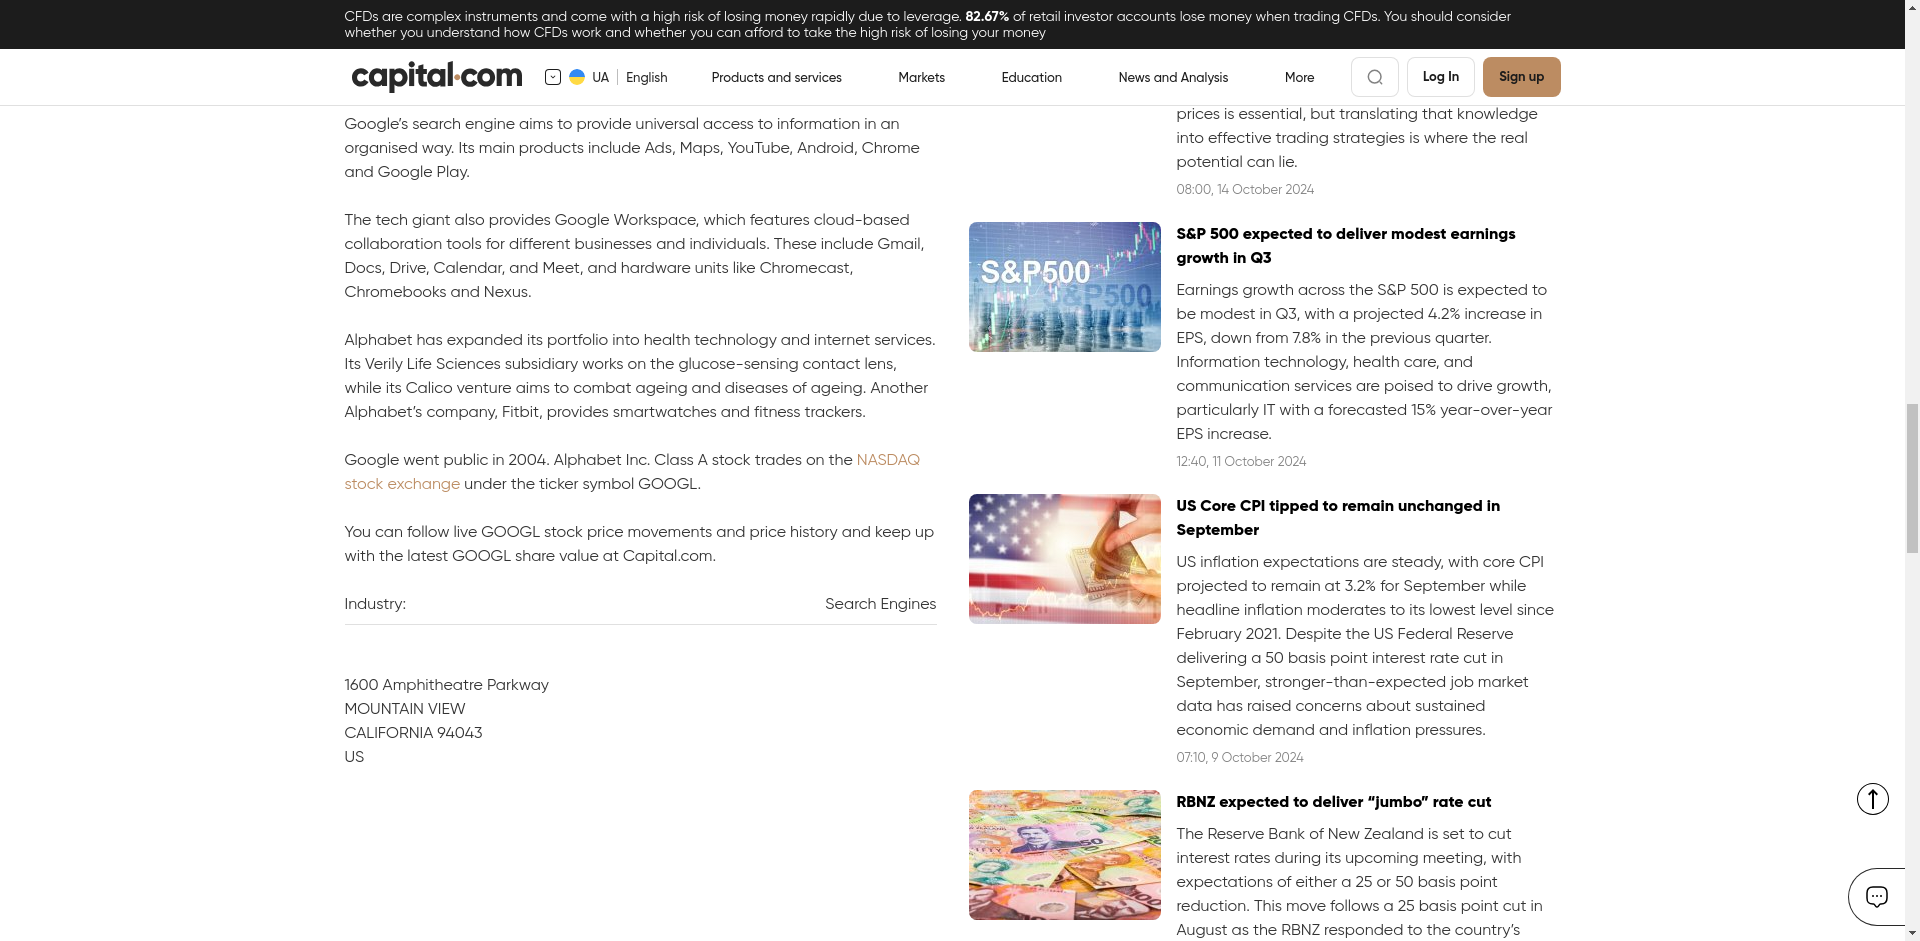 CFDs are complex instruments and come with a high risk of losing money rapidly due to leverage. 82.67% of retail investor accounts lose money when trading CFDs. You should consider
whether you understand how CFDs work and whether you can afford to take the high risk of losing your money
capital.com
UA
English
Products and services
Markets
Education
News and Analysis
More
Log In
Sign up
Google’s search engine aims to provide universal access to information in an
organised way. Its main products include Ads, Maps, YouTube, Android, Chrome
and Google Play.
The tech giant also provides Google Workspace, which features cloud-based
collaboration tools for different businesses and individuals. These include Gmail,
Docs, Drive, Calendar, and Meet, and hardware units like Chromecast,
Chromebooks and Nexus.
Alphabet has expanded its portfolio into health technology and internet services.
Its Verily Life Sciences subsidiary works on the glucose-sensing contact lens,
while its Calico venture aims to combat ageing and diseases of ageing. Another
Alphabet’s company, Fitbit, provides smartwatches and fitness trackers.
Google went public in 2004. Alphabet Inc. Class A stock trades on the NASDAQ
stock exchange under the ticker symbol GOOGL.
You can follow live GOOGL stock price movements and price history and keep up
with the latest GOOGL share value at Capital.com.
Industry:
Search Engines
1600 Amphitheatre Parkway
MOUNTAIN VIEW
CALIFORNIA 94043
US
prices is essential, but translating that knowledge
into effective trading strategies is where the real
potential can lie.
08:00, 14 October 2024
S&P500
S&P500
S&P 500 expected to deliver modest earnings
growth in Q3
Earnings growth across the S&P 500 is expected to
be modest in Q3, with a projected 4.2% increase in
EPS, down from 7.8% in the previous quarter.
Information technology, health care, and
communication services are poised to drive growth,
particularly IT with a forecasted 15% year-over-year
EPS increase.
12:40, 11 October 2024
US Core CPI tipped to remain unchanged in
September
US inflation expectations are steady, with core CPI
projected to remain at 3.2% for September while
headline inflation moderates to its lowest level since
February 2021. Despite the US Federal Reserve
delivering a 50 basis point interest rate cut in
September, stronger-than-expected job market
data has raised concerns about sustained
economic demand and inflation pressures.
07:10, 9 October 2024
50
RBNZ expected to deliver “jumbo” rate cut
The Reserve Bank of New Zealand is set to cut
interest rates during its upcoming meeting, with
expectations of either a 25 or 50 basis point
reduction. This move follows a 25 basis point cut in
August as the RBNZ responded to the country’s